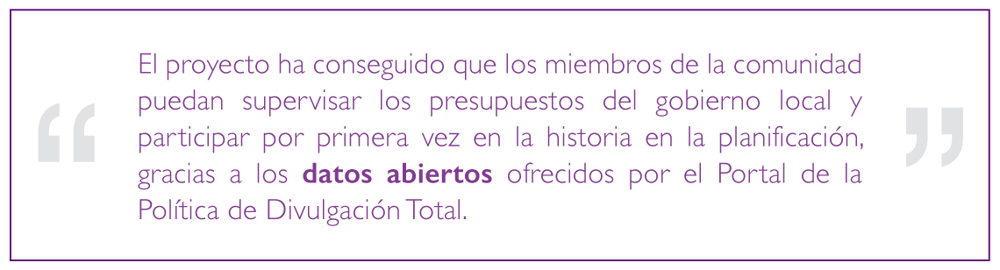 “
El proyecto ha conseguido que los miembros de la comunidad
puedan supervisar los presupuestos del gobierno local y
participar por primera vez en la historia en la planificación,
gracias a los datos abiertos ofrecidos por el Portal de la
Política de Divulgación Total.
”